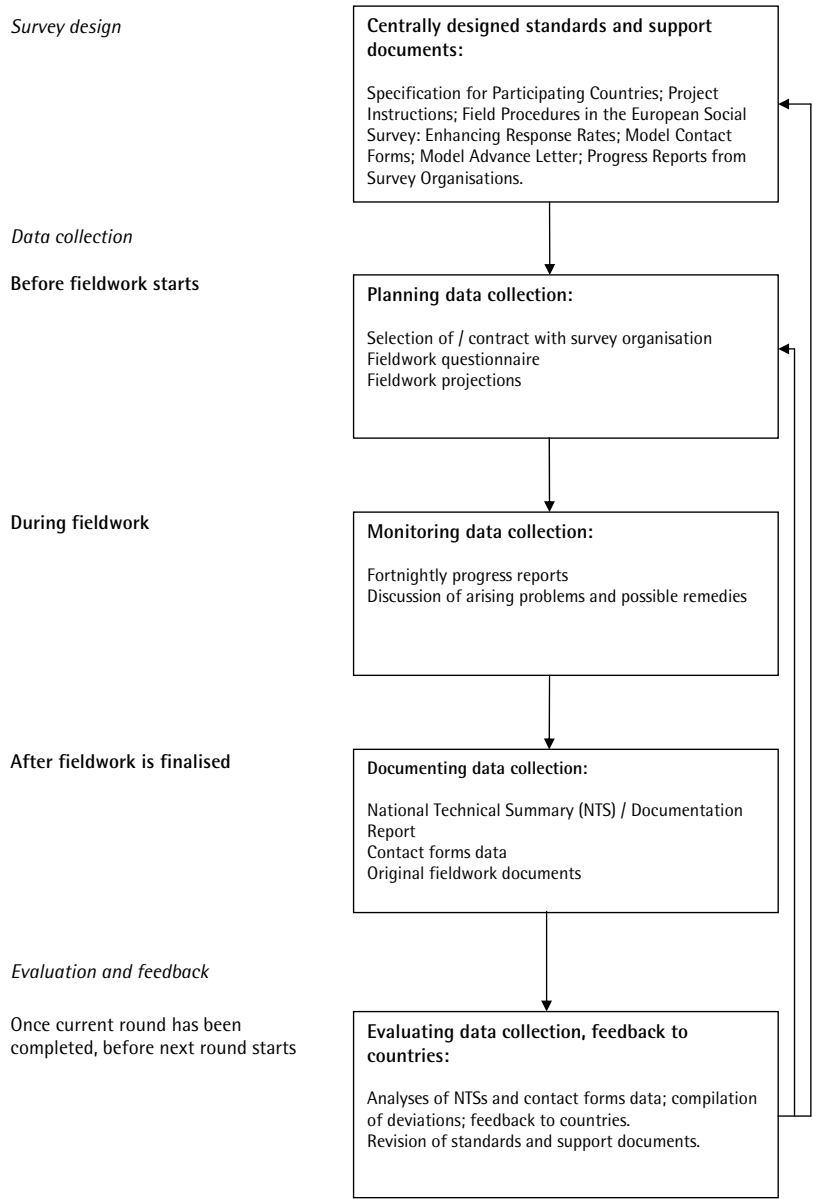 Survey design
Centrally designed standards and support
documents:
Specification for Participating Countries; Project
Instructions; Field Procedures in the European Social
Survey: Enhancing Response Rates; Model Contact
Forms; Model Advance Letter; Progress Reports from
Survey Organisations.
Data collection
Before fieldwork starts
Planning data collection:
Selection of / contract with survey organisation
Fieldwork questionnaire
Fieldwork projections
During fieldwork
Monitoring data collection:
Fortnightly progress reports
Discussion of arising problems and possible remedies
After fieldwork is finalised
Documenting data collection:
National Technical Summary (NTS) / Documentation
Report
Contact forms data
Original fieldwork documents
Evaluation and feedback
Once current round has been
completed, before next round starts
Evaluating data collection, feedback to
countries:
Analyses of NTSs and contact forms data; compilation
of deviations; feedback to countries.
Revision of standards and support documents.